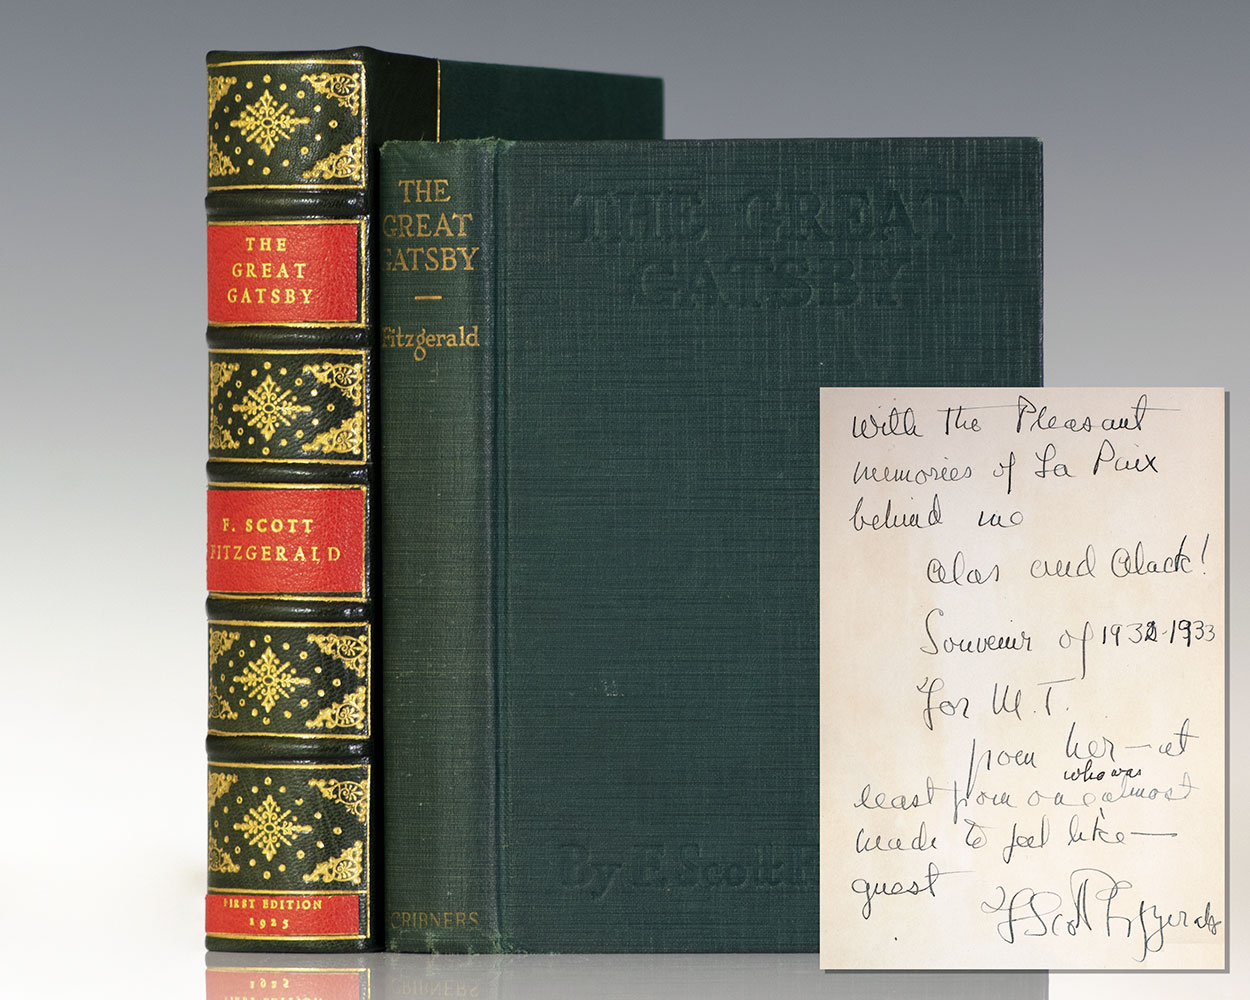 THE
GREAT
GATSBY
F. SCOTT
FITZGERALD
FIRST EDITION
1925
THE
GREAT
GATSBY
Fitzgerald
SCRIBNERS
THE GREAT
GATSBY
By F. Scott F
With The Pleasant
memories of La Paix
behind me
alas and Alack!
Souvenir of 1932-1933
For M.T.
from her—at
least from one who was almost
made to feel like—
guest
F Scott Fitzgerald